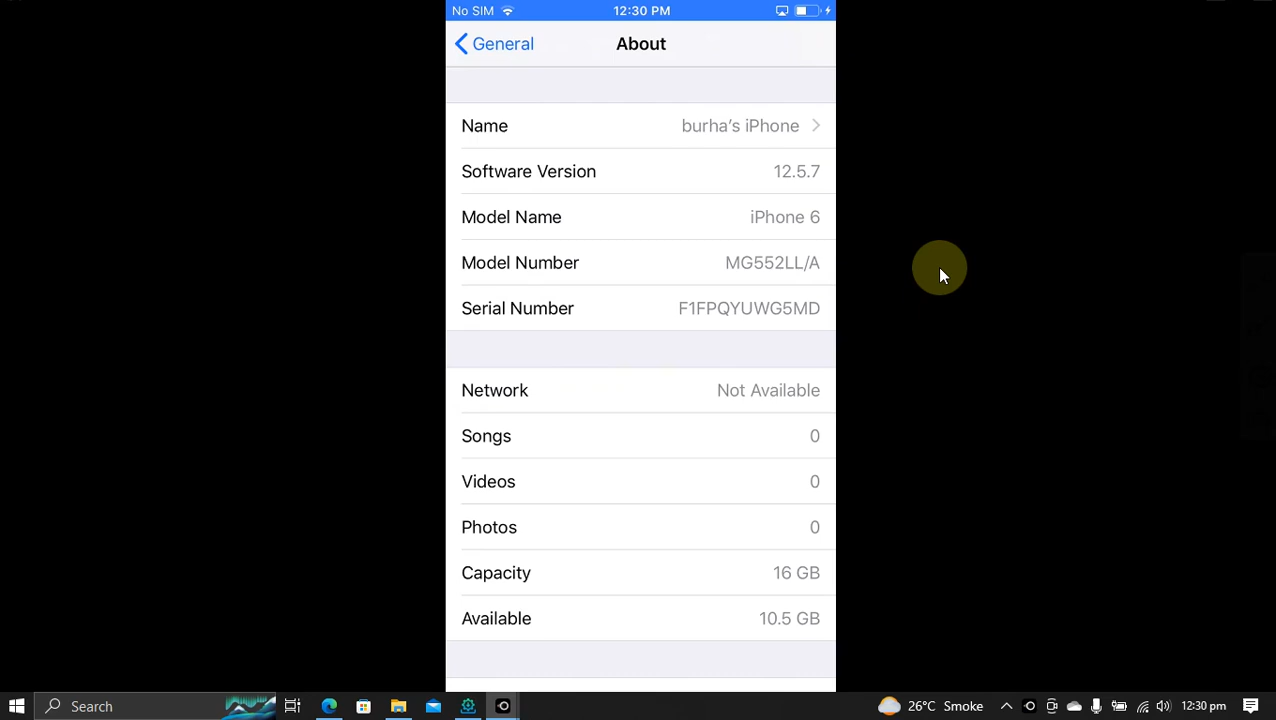 No SIM 12:30 PM
General About
Name burha's iPhone
Software Version 12.5.7
Model Name iPhone 6
Model Number MG552LL/A
Serial Number F1FPQYUWG5MD
Network Not Available
Songs 0
Videos 0
Photos 0
Capacity 16 GB
Available 10.5 GB
Search 26°C Smoke 12:30 pm